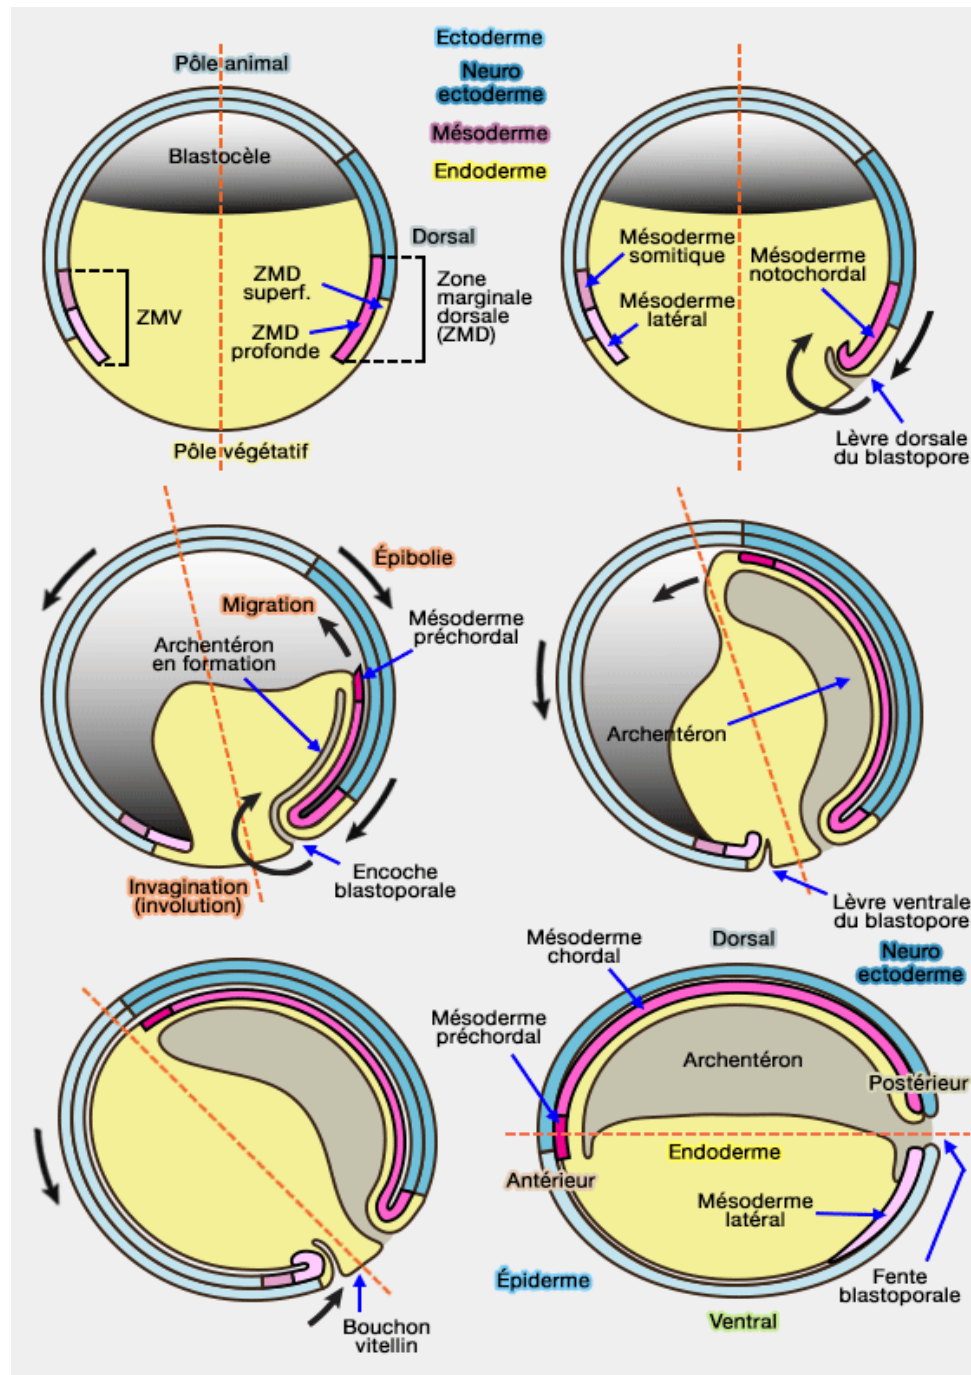 Pôle animal
Ectoderme
Neuro
ectoderme
Mésoderme
Endoderme
Blastocèle
Dorsal
ZMV
ZMD
superf.
ZMD
profonde
Zone
marginale
dorsale
(ZMD)
Pôle végétatif
Mésoderme
somitique
Mésoderme
latéral
Mésoderme
notochordal
Lèvre dorsale
du blastopore
Épibolie
Migration
Archentéron
en formation
Mésoderme
préchordal
Encoche
blastoporale
Invagination
(involution)
Archentéron
Lèvre ventrale
du blastopore
Bouchon
vitellin
Mésoderme
chordal
Dorsal
Neuro
ectoderme
Mésoderme
préchordal
Archentéron
Postérieur
Endoderme
Antérieur
Mésoderme
latéral
Épiderme
Fente
blastoporale
Ventral